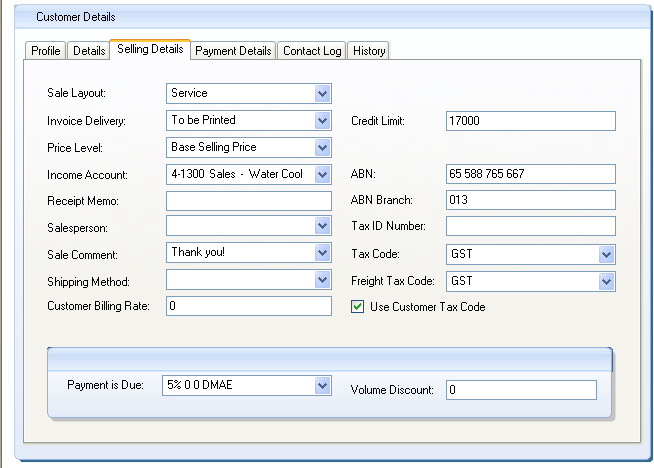 Customer Details
Profile Details Selling Details Payment Details Contact Log History
Sale Layout: Service
Invoice Delivery: To be Printed Credit Limit: 17000
Price Level: Base Selling Price
Income Account: 4-1300 Sales - Water Cool ABN: 65 588 765 667
Receipt Memo: ABN Branch: 013
Salesperson: Tax ID Number:
Sale Comment: Thank you! Tax Code: GST
Shipping Method: Freight Tax Code: GST
Customer Billing Rate: 0 Use Customer Tax Code
Payment is Due: 5% 0 0 DMAE Volume Discount: 0